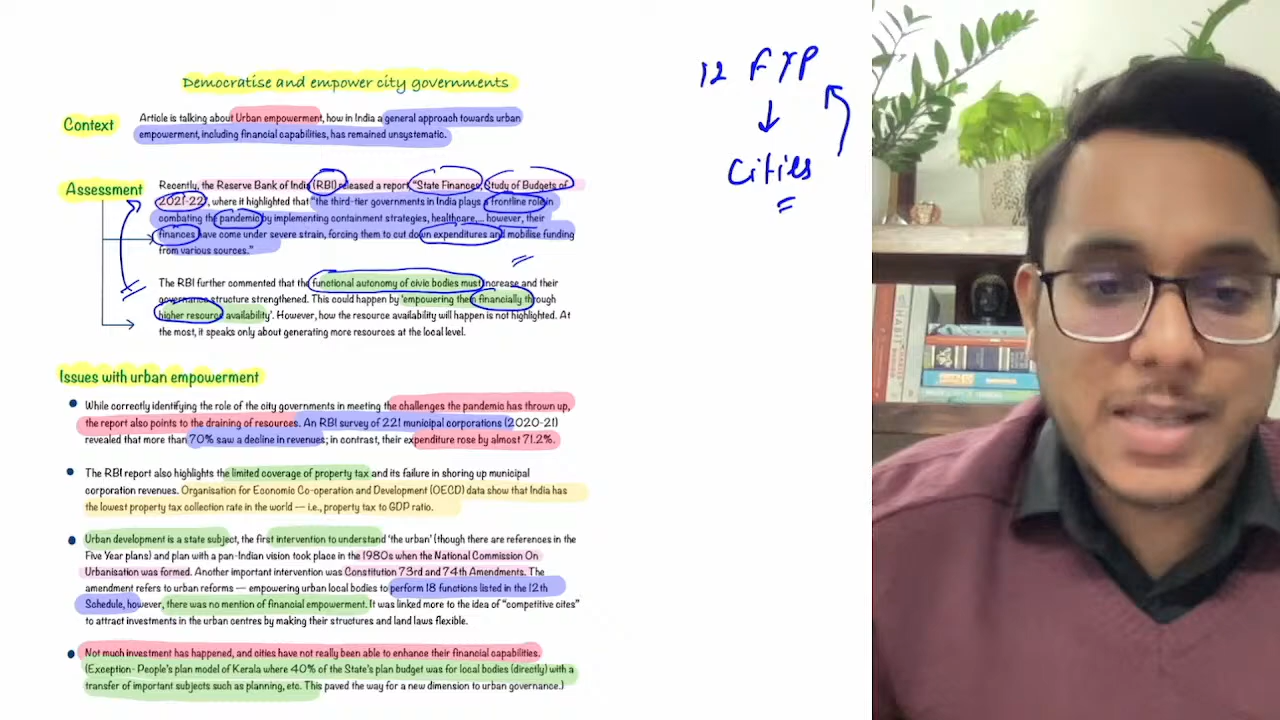 Democratise and empower city governments
Context
Article is talking about Urban empowerment, how in India a general approach towards urban
empowerment, including financial capabilities, has remained unsystematic.
Assessment
Recently, the Reserve Bank of India (RBI) released a report, “State Finances, Study of Budgets of
2021-22”, where it highlighted that “the third-tier governments in India plays a frontline role in
combating the pandemic by implementing containment strategies, healthcare,... however, their
finances have come under severe strain, forcing them to cut down expenditures and mobilise funding
from various sources.”
The RBI further commented that the functional autonomy of civic bodies must increase and their
governance structure strengthened. This could happen by ‘empowering them financially through
higher resource availability’. However, how the resource availability will happen is not highlighted. At
the most, it speaks only about generating more resources at the local level.
Issues with urban empowerment
While correctly identifying the role of the city governments in meeting the challenges the pandemic has thrown up,
the report also points to the draining of resources. An RBI survey of 221 municipal corporations (2020-21)
revealed that more than 70% saw a decline in revenues; in contrast, their expenditure rose by almost 71.2%.
The RBI report also highlights the limited coverage of property tax and its failure in shoring up municipal
corporation revenues. Organisation for Economic Co-operation and Development (OECD) data show that India has
the lowest property tax collection rate in the world — i.e., property tax to GDP ratio.
Urban development is a state subject, the first intervention to understand ‘the urban’ (though there are references in the
Five Year plans) and plan with a pan-Indian vision took place in the 1980s when the National Commission On
Urbanisation was formed. Another important intervention was Constitution 73rd and 74th Amendments. The
amendment refers to urban reforms — empowering urban local bodies to perform 18 functions listed in the 12th
Schedule, however, there was no mention of financial empowerment. It was linked more to the idea of “competitive cites”
to attract investments in the urban centres by making their structures and land laws flexible.
Not much investment has happened, and cities have not really been able to enhance their financial capabilities.
(Exception- People’s plan model of Kerala where 40% of the State’s plan budget was for local bodies (directly) with a
transfer of important subjects such as planning, etc. This paved the way for a new dimension to urban governance.)
12 FYP
Cities